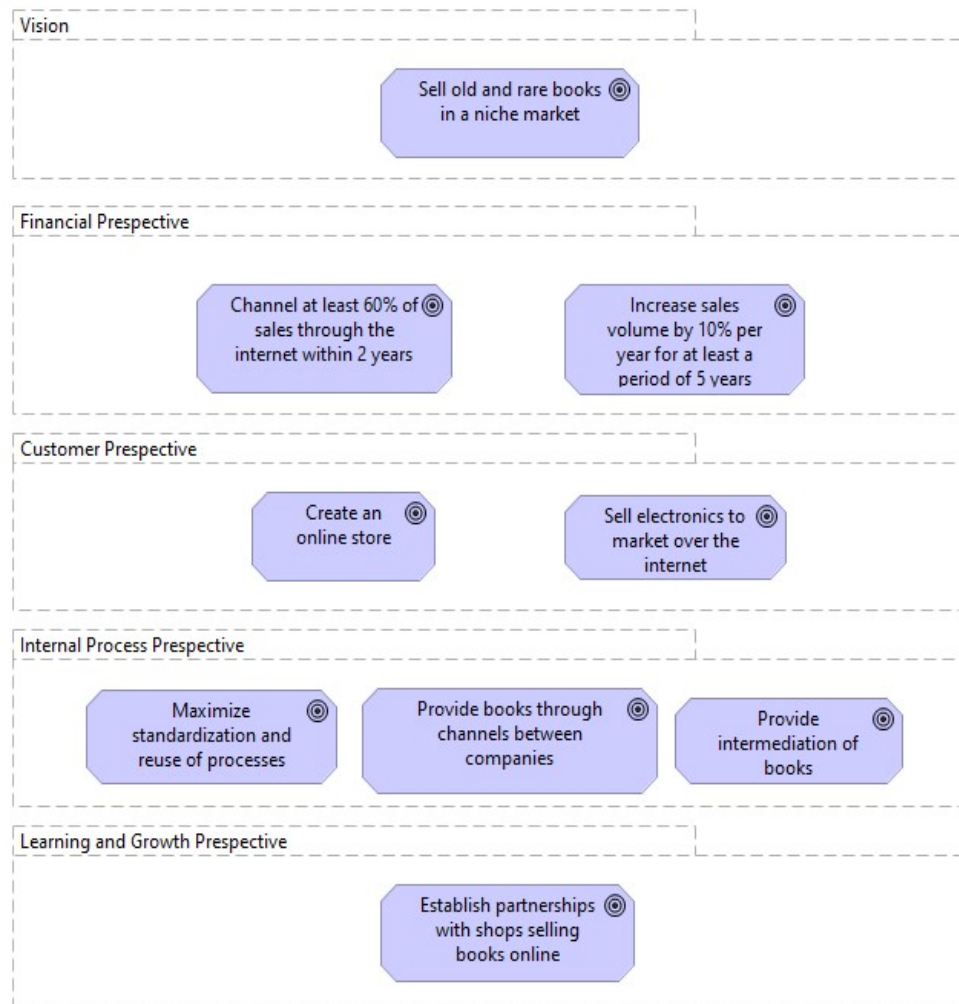 Vision
Sell old and rare books
in a niche market
Financial Prespective
Channel at least 60% of
sales through the
internet within 2 years
Increase sales
volume by 10% per
year for at least a
period of 5 years
Customer Prespective
Create an
online store
Sell electronics to
market over the
internet
Internal Process Prespective
Maximize
standardization and
reuse of processes
Provide books through
channels between
companies
Provide
intermediation of
books
Learning and Growth Prespective
Establish partnerships
with shops selling
books online